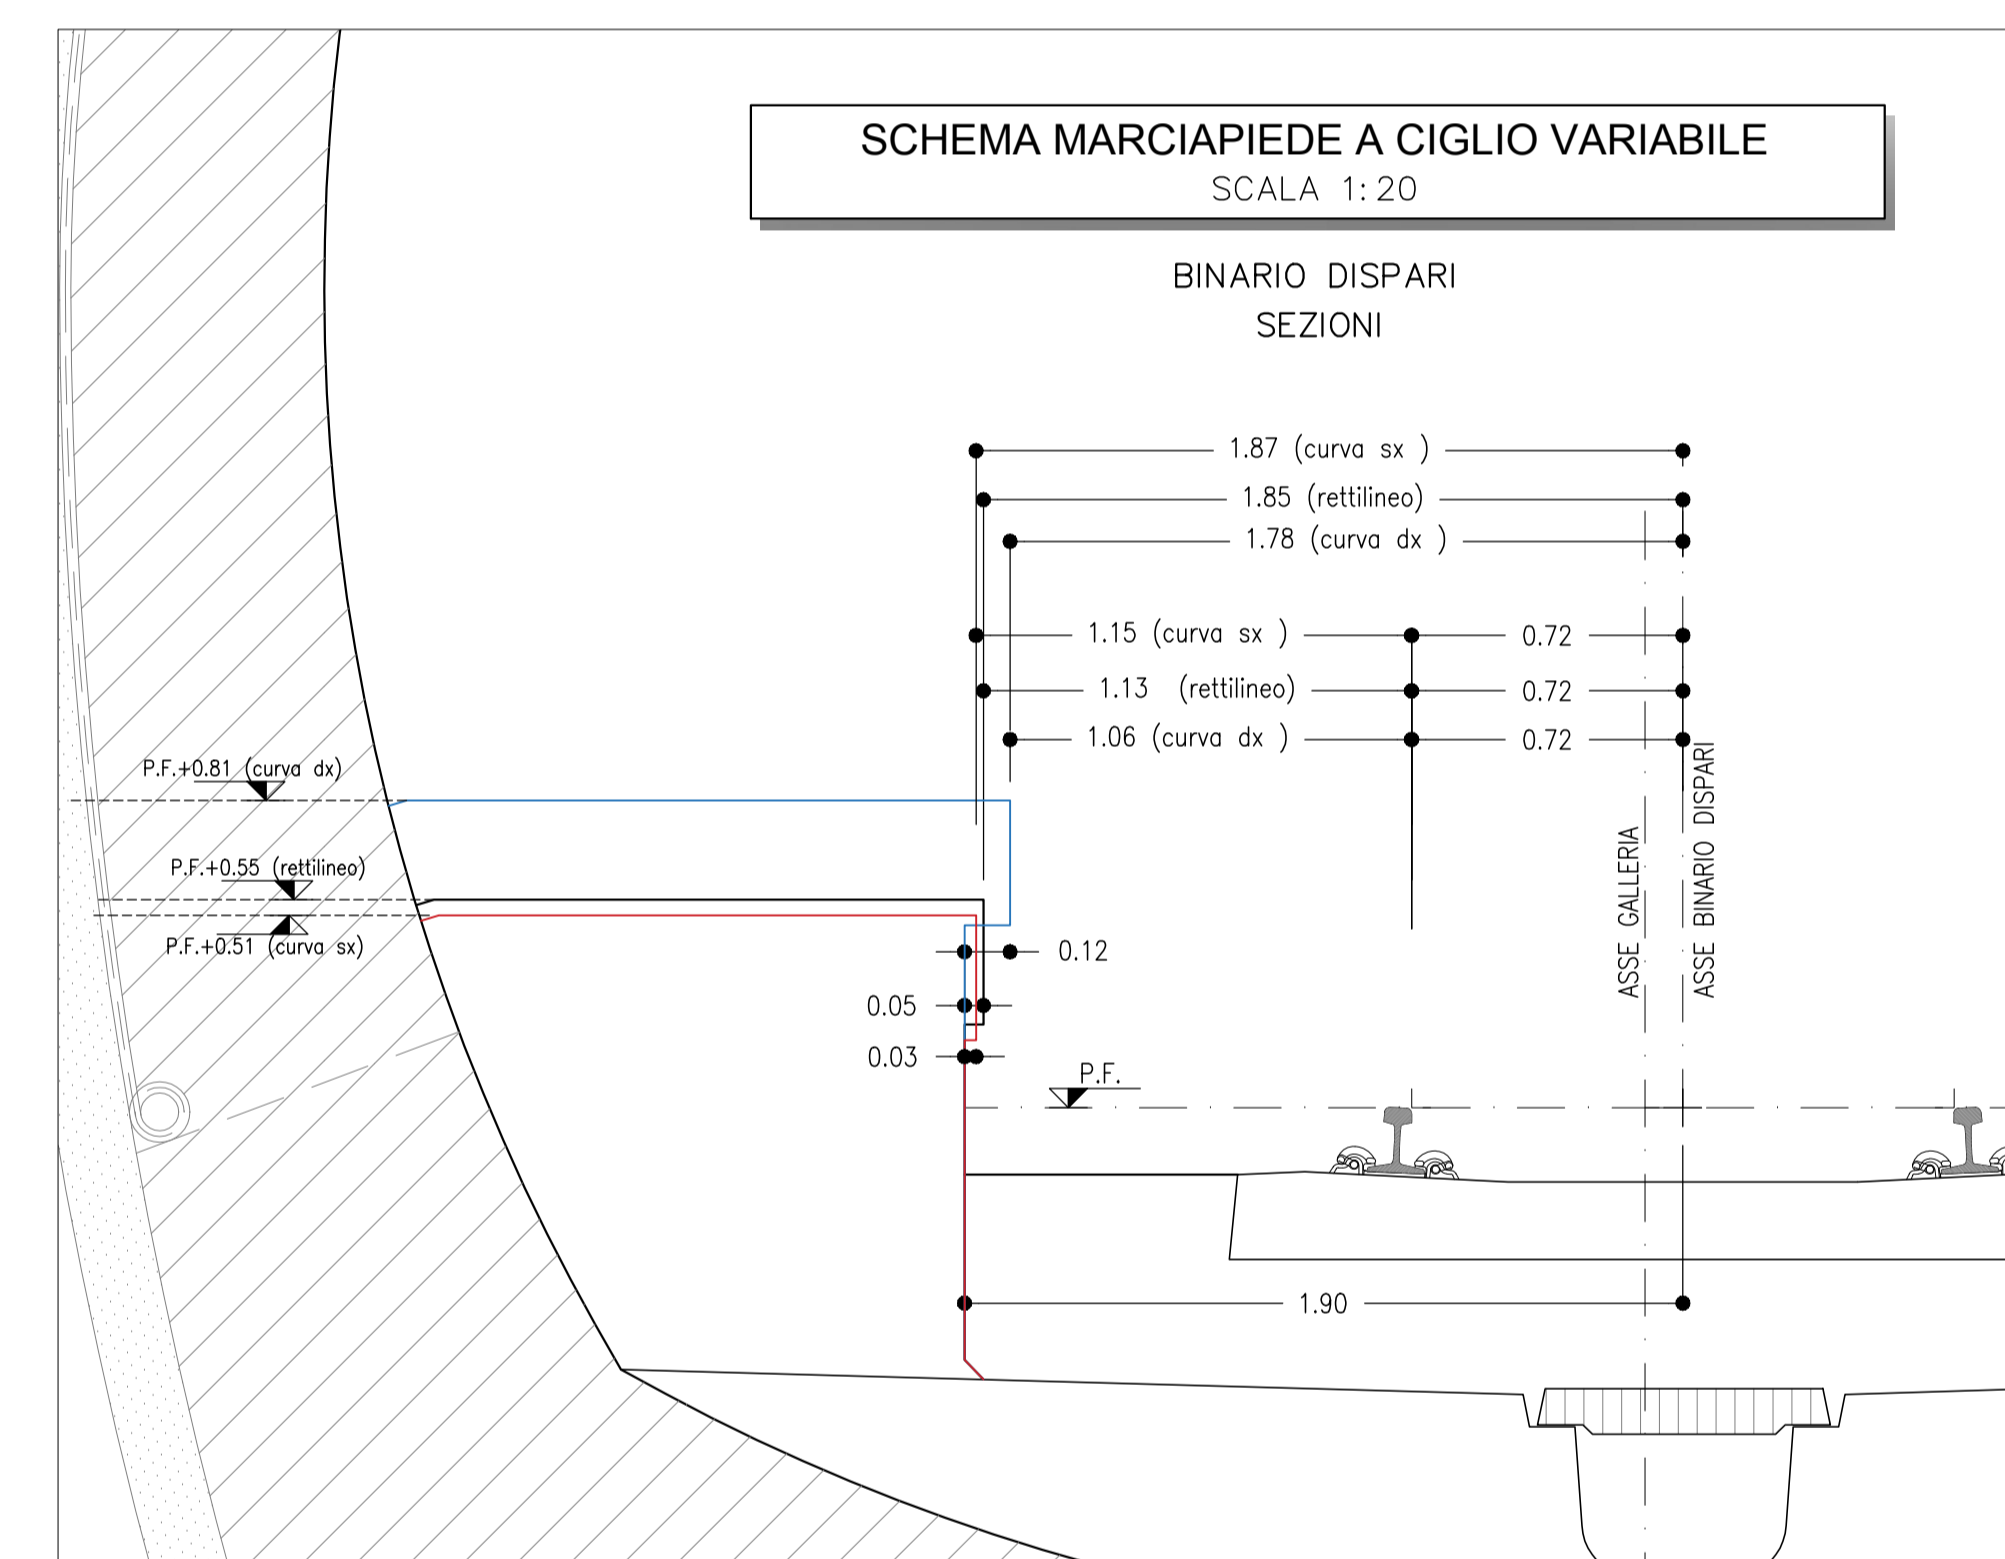 SCHEMA MARCIAPIEDE A CIGLIO VARIABILE
SCALA 1:20
BINARIO DISPARI
SEZIONI
1.87 (curva sx )
1.85 (rettilineo)
1.78 (curva dx )
1.15 (curva sx ) 0.72
1.13 (rettilineo) 0.72
1.06 (curva dx ) 0.72
P.F.+0.81 (curva dx)
P.F.+0.55 (rettilineo)
P.F.+0.51 (curva sx)
ASSE GALLERIA
ASSE BINARIO DISPARI
0.12
0.05
0.03
P.F.
1.90